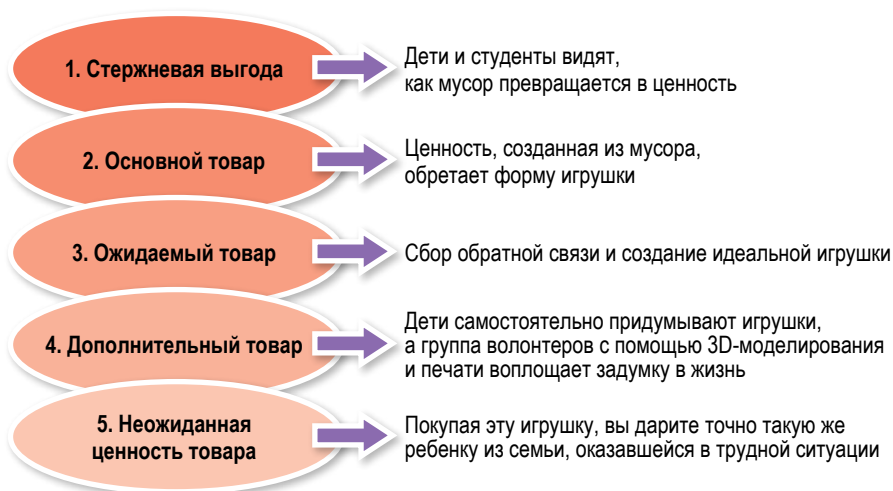 1. Стержневая выгода
Дети и студенты видят,
как мусор превращается в ценность
2. Основной товар
Ценность, созданная из мусора,
обретает форму игрушки
3. Ожидаемый товар
Сбор обратной связи и создание идеальной игрушки
4. Дополнительный товар
Дети самостоятельно придумывают игрушки,
а группа волонтеров с помощью 3D-моделирования
и печати воплощает задумку в жизнь
5. Неожиданная
ценность товара
Покупая эту игрушку, вы дарите точно такую же
ребенку из семьи, оказавшейся в трудной ситуации